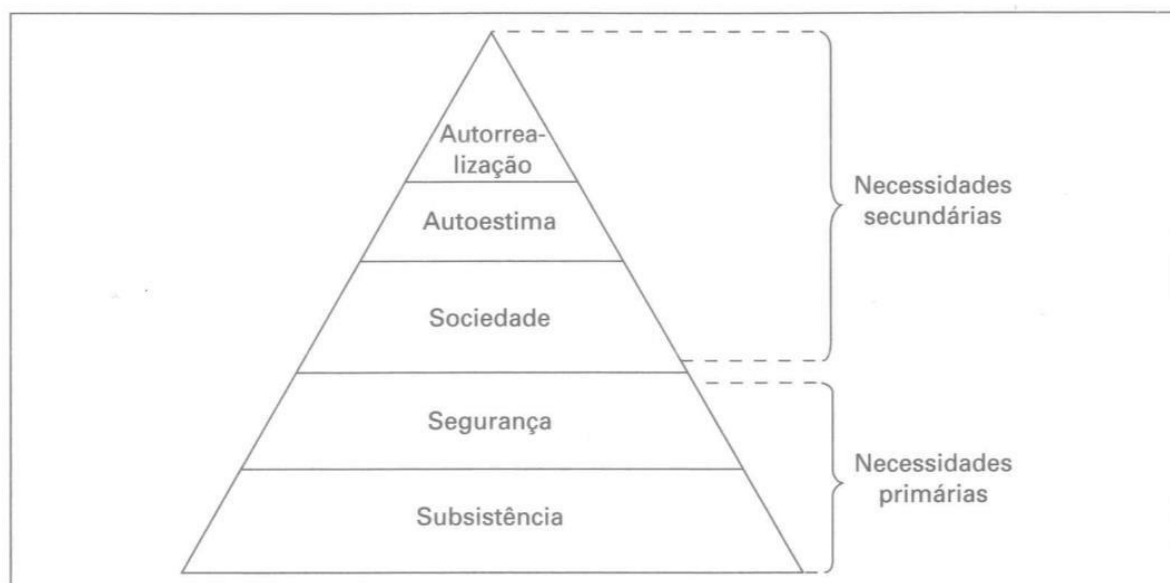 Autorrea-
lização
Autoestima
Sociedade
Segurança
Subsistência
Necessidades
secundárias
Necessidades
primárias